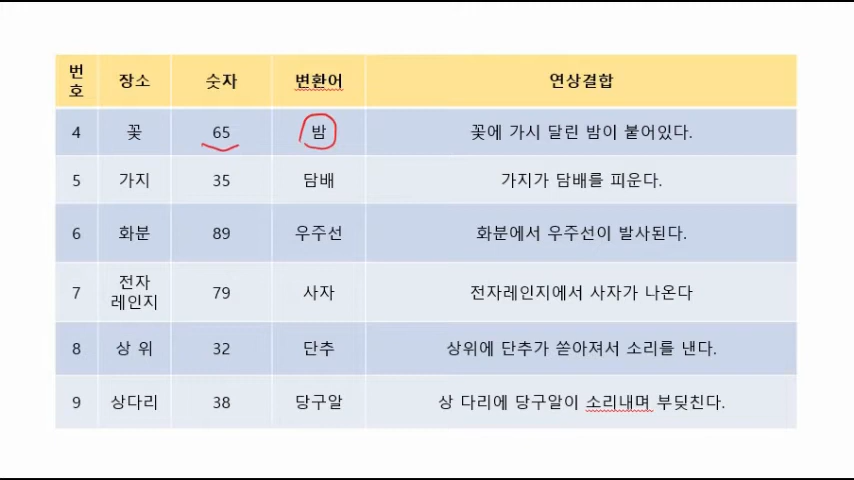 번호 장소 숫자 변환어 연상결합
4 꽃 65 밤 꽃에 가시 달린 밤이 붙어있다.
5 가지 35 담배 가지가 담배를 피운다.
6 화분 89 우주선 화분에서 우주선이 발사된다.
7 전자레인지 79 사자 전자레인지에서 사자가 나온다
8 상 위 32 단추 상위에 단추가 쏟아져서 소리를 낸다.
9 상다리 38 당구알 상 다리에 당구알이 소리내며 부딪친다.